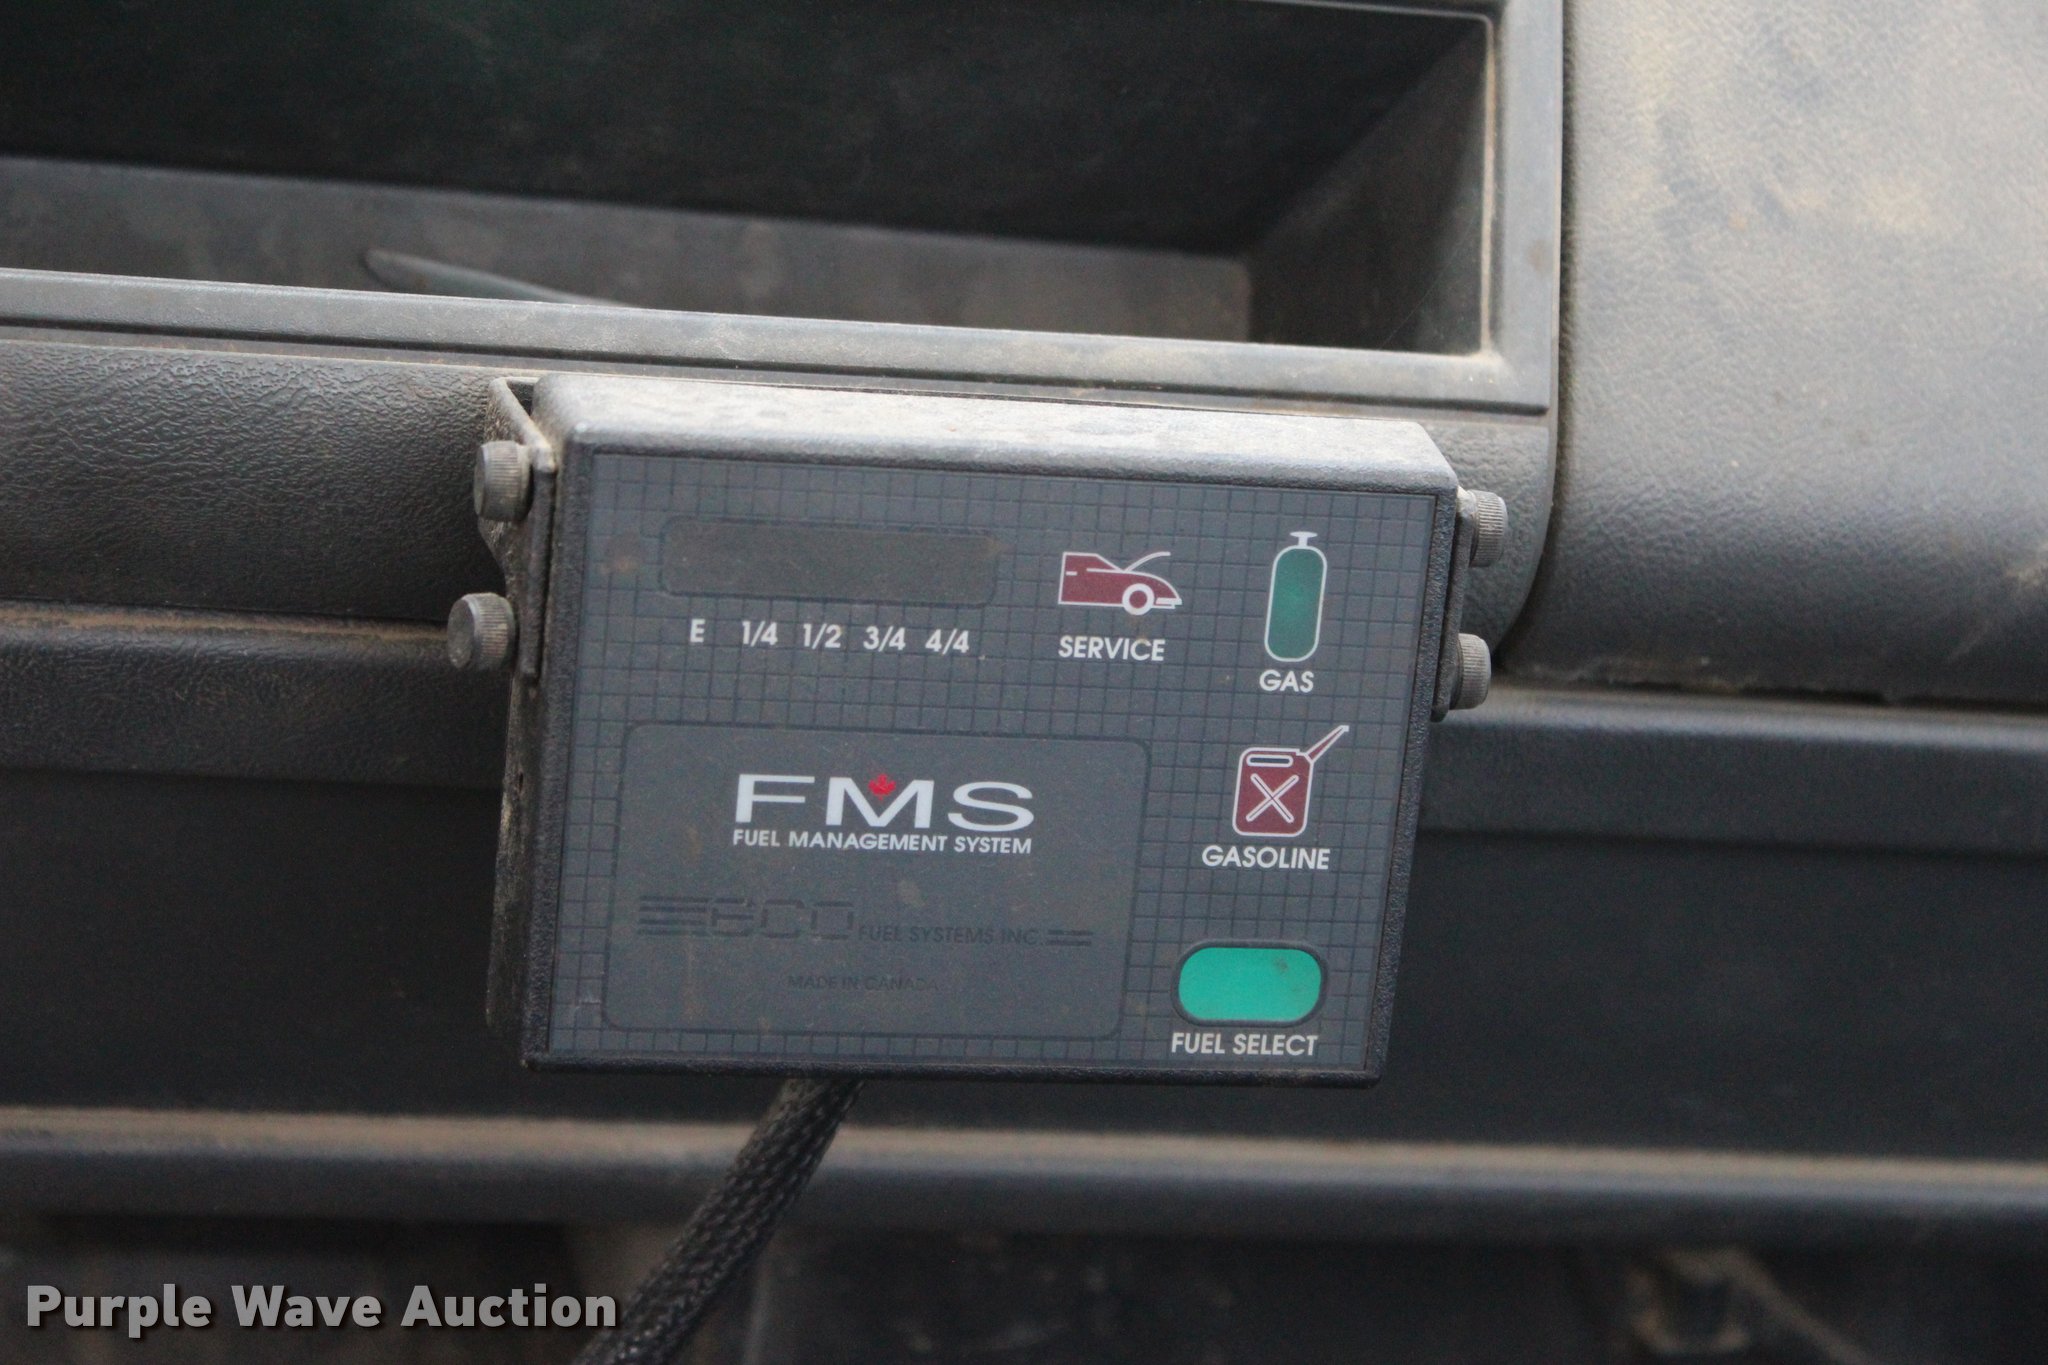 E 1/4 1/2 3/4 4/4
SERVICE
GAS
FMS
FUEL MANAGEMENT SYSTEM
GASOLINE
ECO FUEL SYSTEMS INC.
MADE IN CANADA
FUEL SELECT
Purple Wave Auction